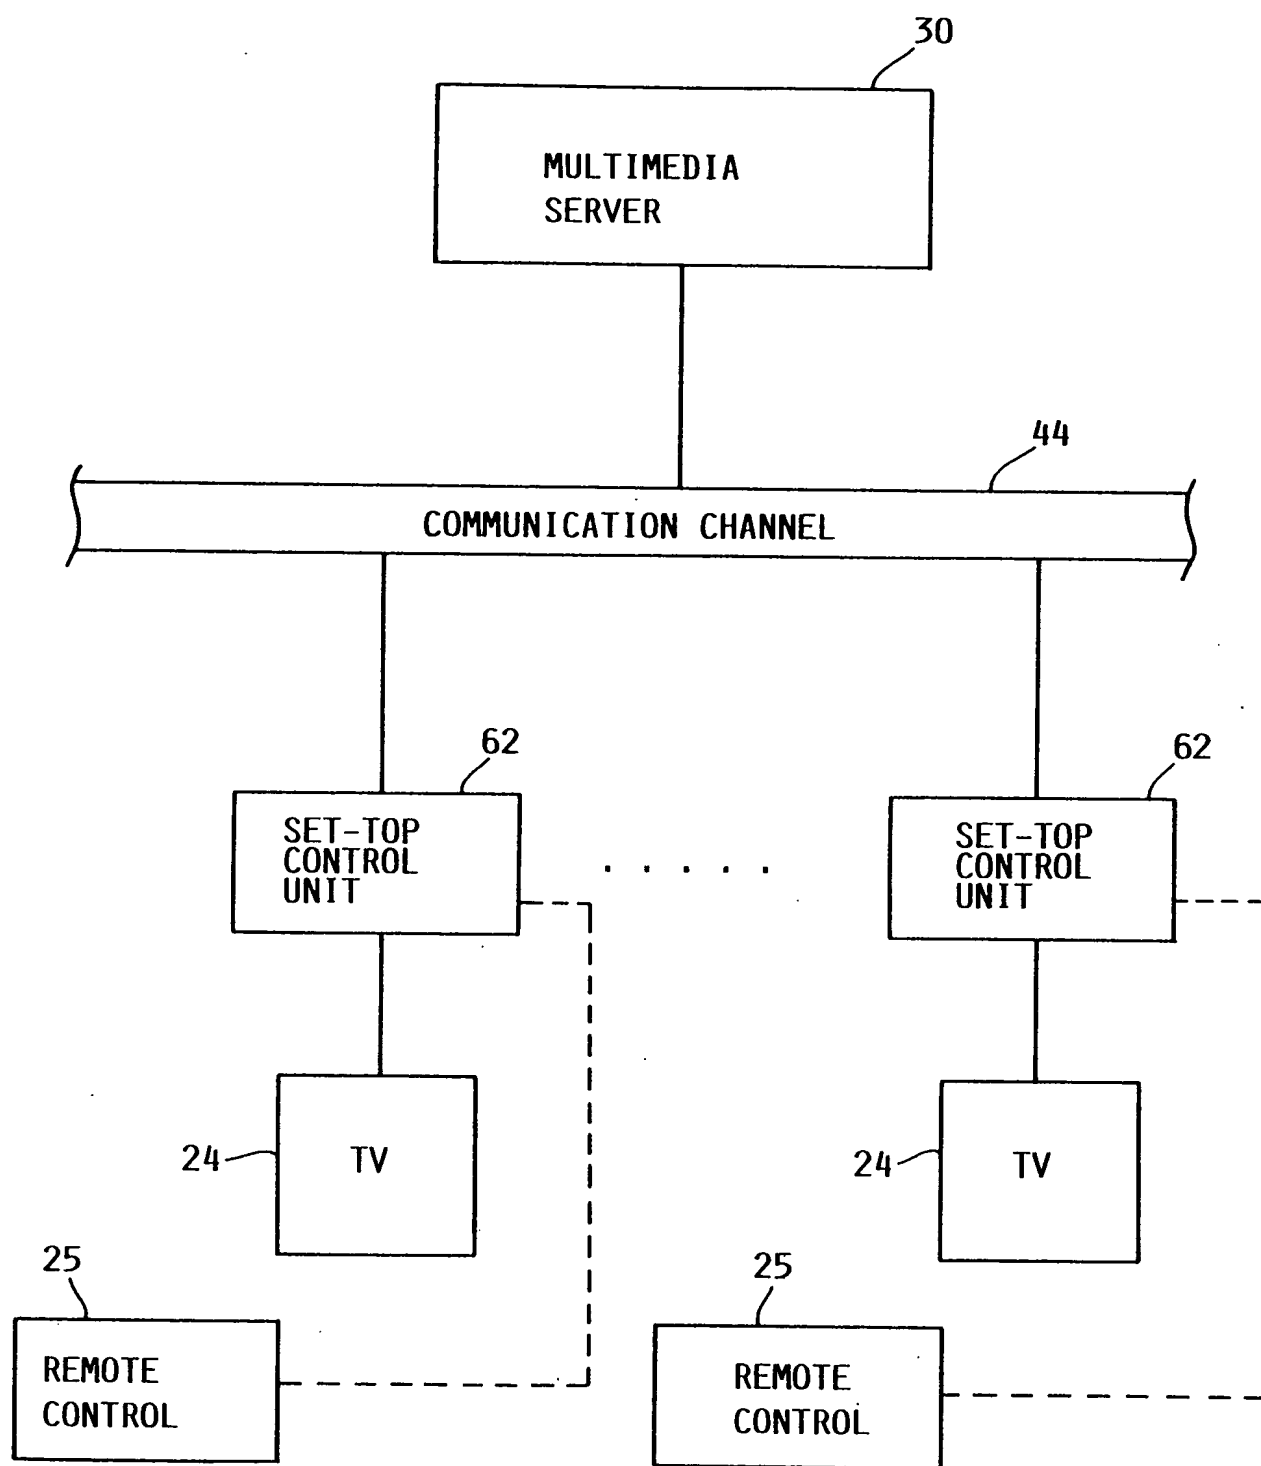 30
MULTIMEDIA
SERVER
44
COMMUNICATION CHANNEL
62
62
SET-TOP
CONTROL
UNIT
. . . . .
SET-TOP
CONTROL
UNIT
24
TV
24
TV
25
25
REMOTE
CONTROL
REMOTE
CONTROL